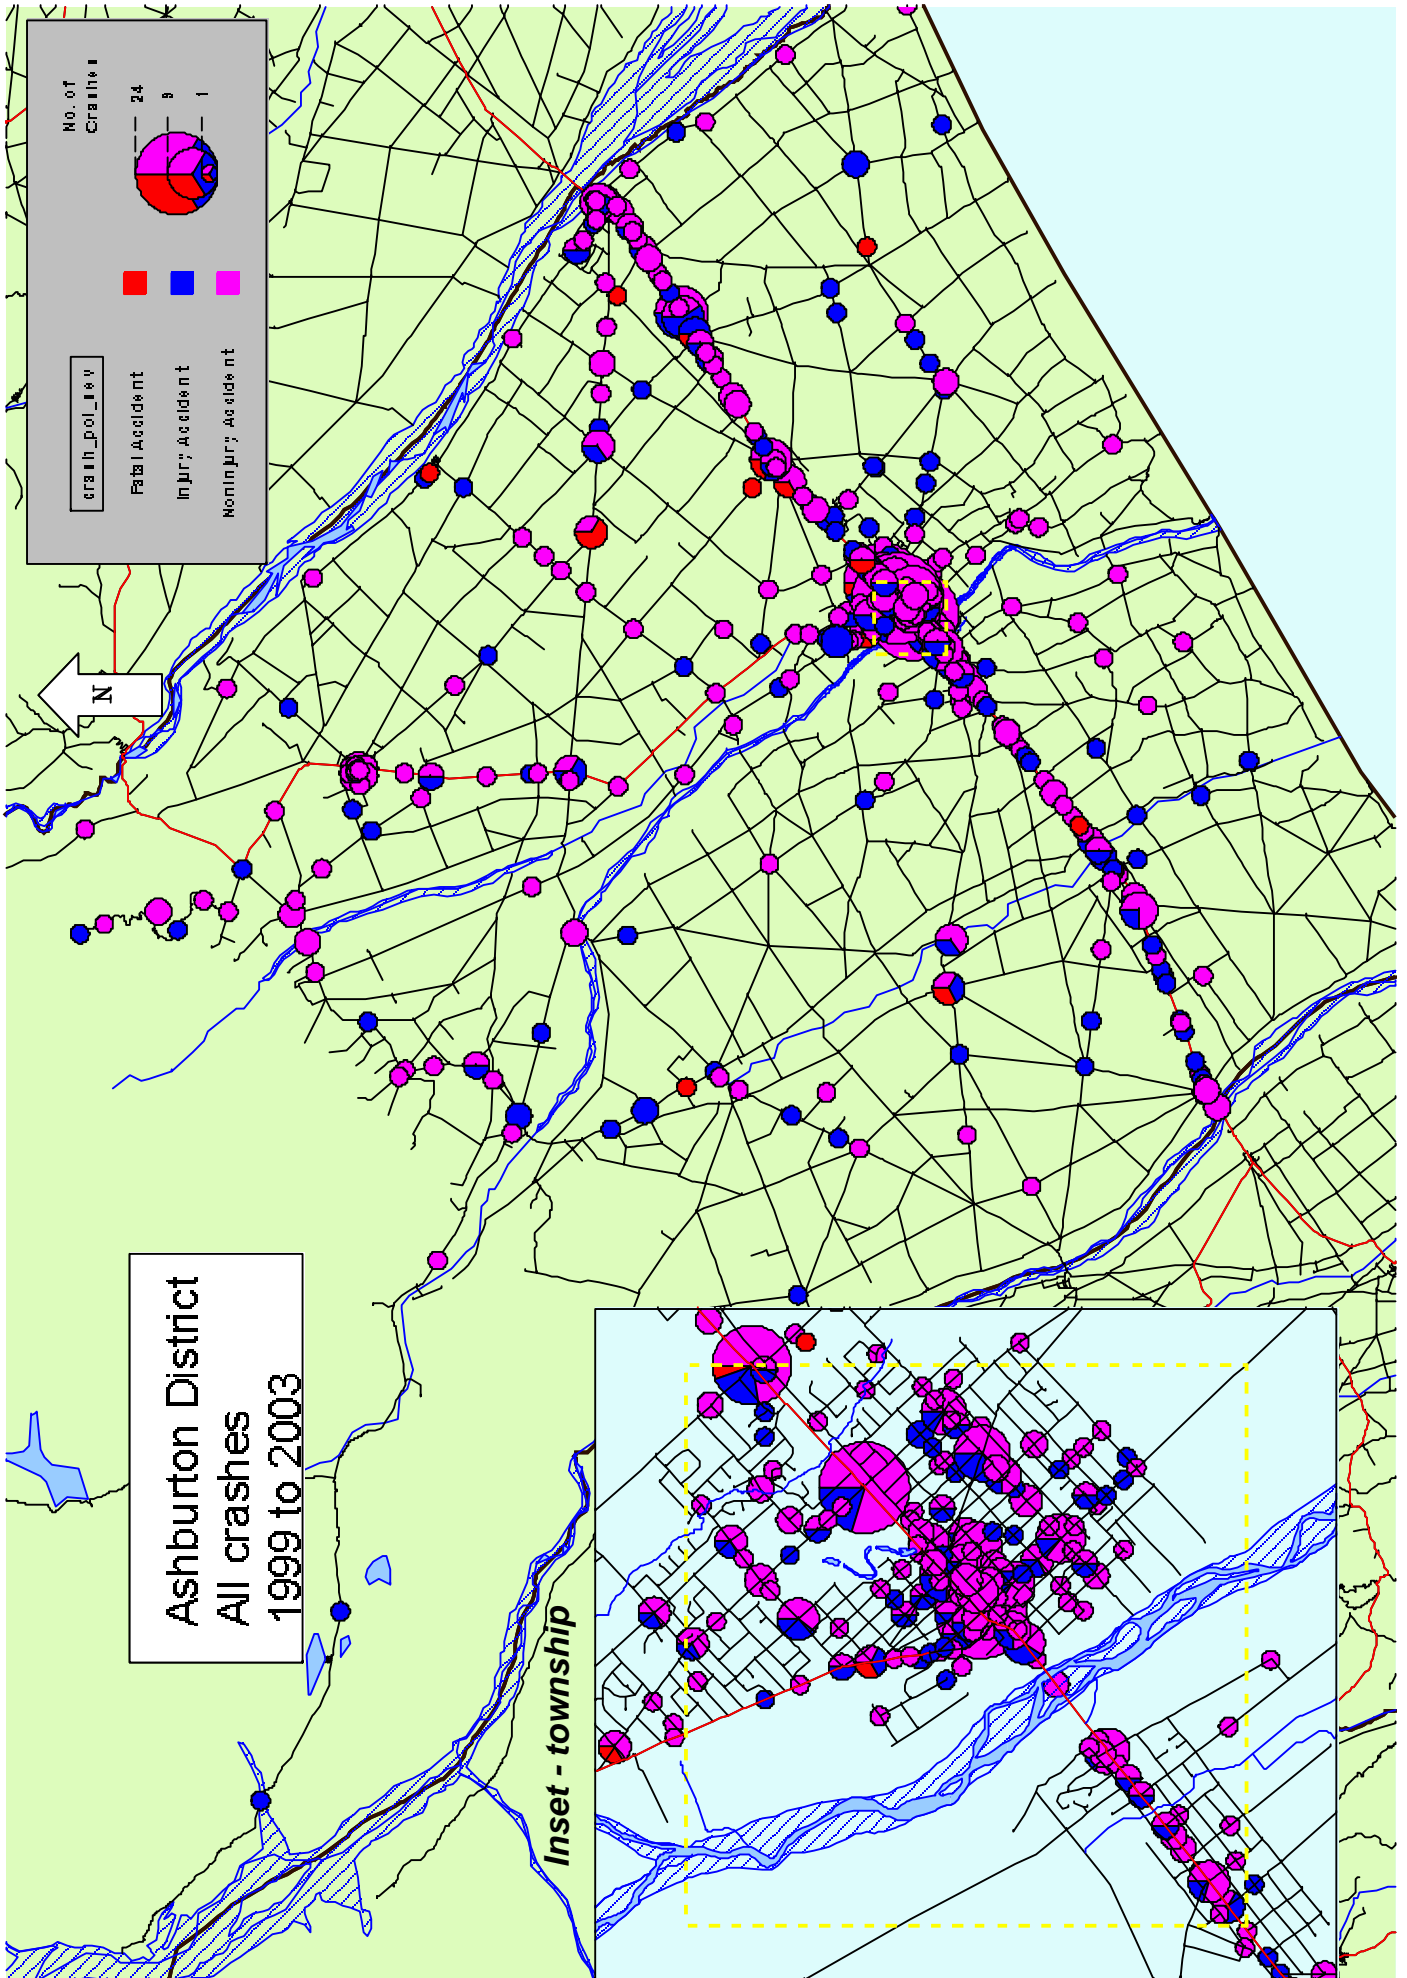 Ashburton District
All crashes
1999 to 2003
Inset - township
N
No. of
Crashes
24
9
1
crash_pol_nev
Fatal Accident
Injury Accident
NonInjury Accident